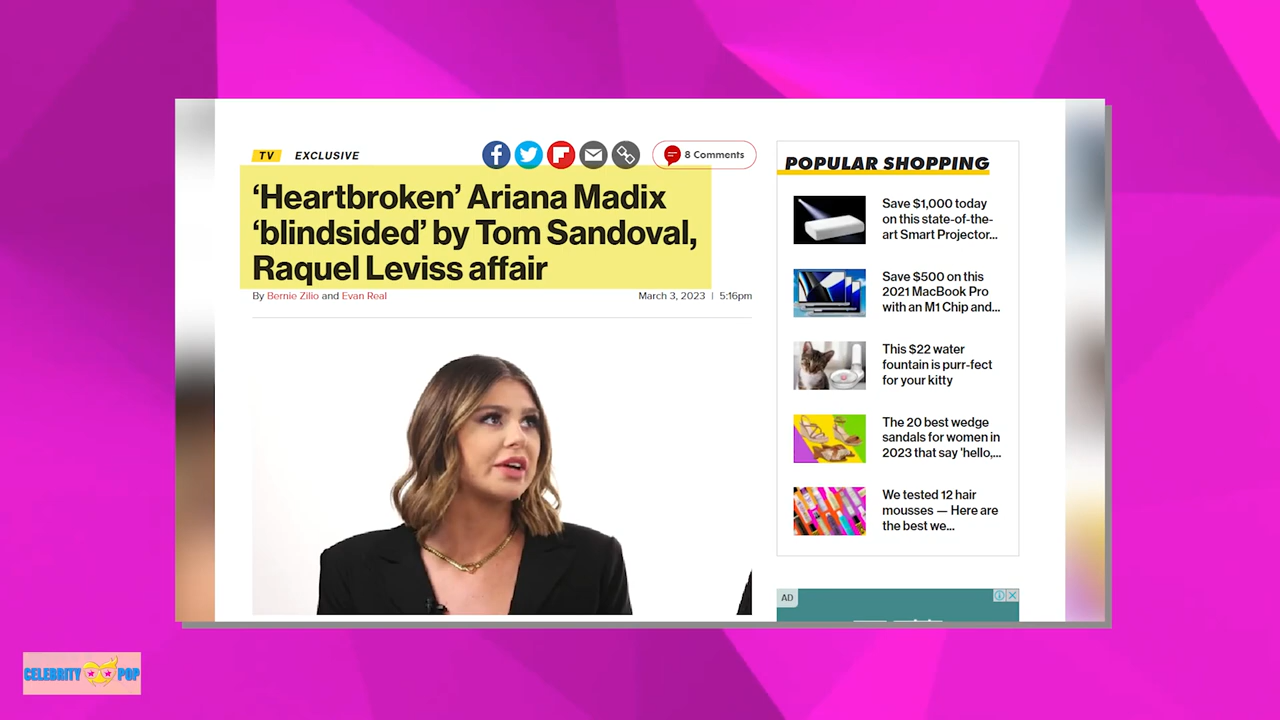 TV EXCLUSIVE
8 Comments
‘Heartbroken’ Ariana Madix
‘blindsided’ by Tom Sandoval,
Raquel Leviss affair
By Bernie Zilio and Evan Real
March 3, 2023 | 5:16pm
POPULAR SHOPPING
Save $1,000 today
on this state-of-the-
art Smart Projector...
Save $500 on this
2021 MacBook Pro
with an M1 Chip and...
This $22 water
fountain is purr-fect
for your kitty
The 20 best wedge
sandals for women in
2023 that say 'hello,...
We tested 12 hair
mousses — Here are
the best we...
AD
CELEBRITY POP